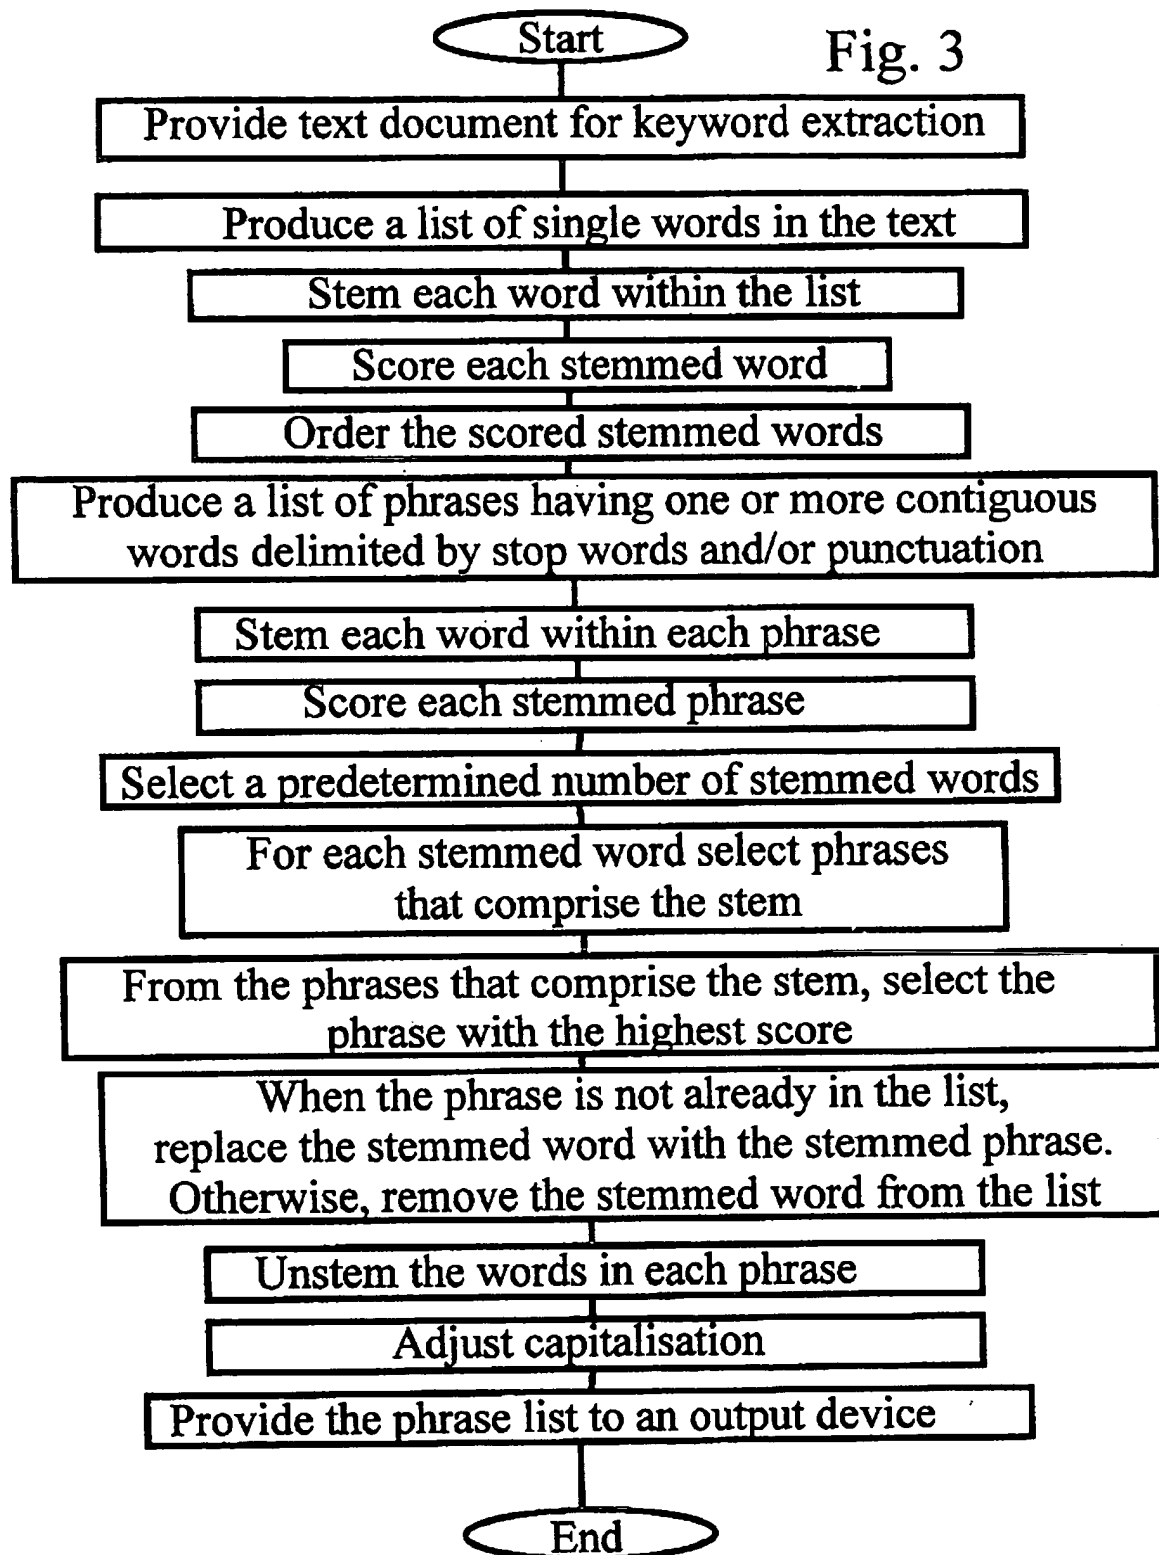 Start
Fig. 3
Provide text document for keyword extraction
Produce a list of single words in the text
Stem each word within the list
Score each stemmed word
Order the scored stemmed words
Produce a list of phrases having one or more contiguous
words delimited by stop words and/or punctuation
Stem each word within each phrase
Score each stemmed phrase
Select a predetermined number of stemmed words
For each stemmed word select phrases
that comprise the stem
From the phrases that comprise the stem, select the
phrase with the highest score
When the phrase is not already in the list,
replace the stemmed word with the stemmed phrase.
Otherwise, remove the stemmed word from the list
Unstem the words in each phrase
Adjust capitalisation
Provide the phrase list to an output device
End